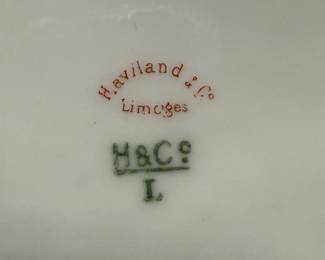 Haviland & Co
Limoges
H&Co
L